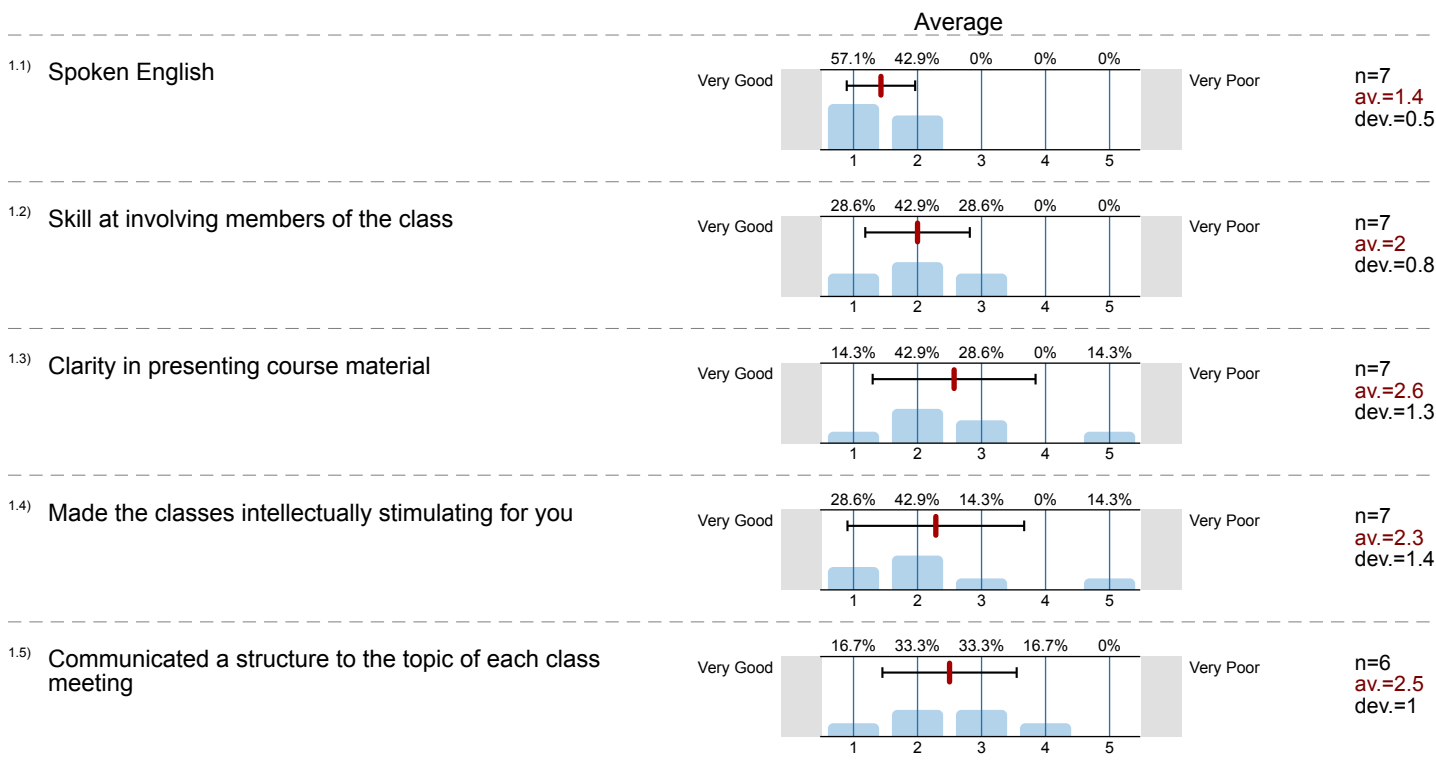 Average
1.1) Spoken English
57.1% 42.9% 0% 0% 0%
Very Good
Very Poor
1 2 3 4 5
n=7
av.=1.4
dev.=0.5
1.2) Skill at involving members of the class
28.6% 42.9% 28.6% 0% 0%
Very Good
Very Poor
1 2 3 4 5
n=7
av.=2
dev.=0.8
1.3) Clarity in presenting course material
14.3% 42.9% 28.6% 0% 14.3%
Very Good
Very Poor
1 2 3 4 5
n=7
av.=2.6
dev.=1.3
1.4) Made the classes intellectually stimulating for you
28.6% 42.9% 14.3% 0% 14.3%
Very Good
Very Poor
1 2 3 4 5
n=7
av.=2.3
dev.=1.4
1.5) Communicated a structure to the topic of each class
meeting
16.7% 33.3% 33.3% 16.7% 0%
Very Good
Very Poor
1 2 3 4 5
n=6
av.=2.5
dev.=1